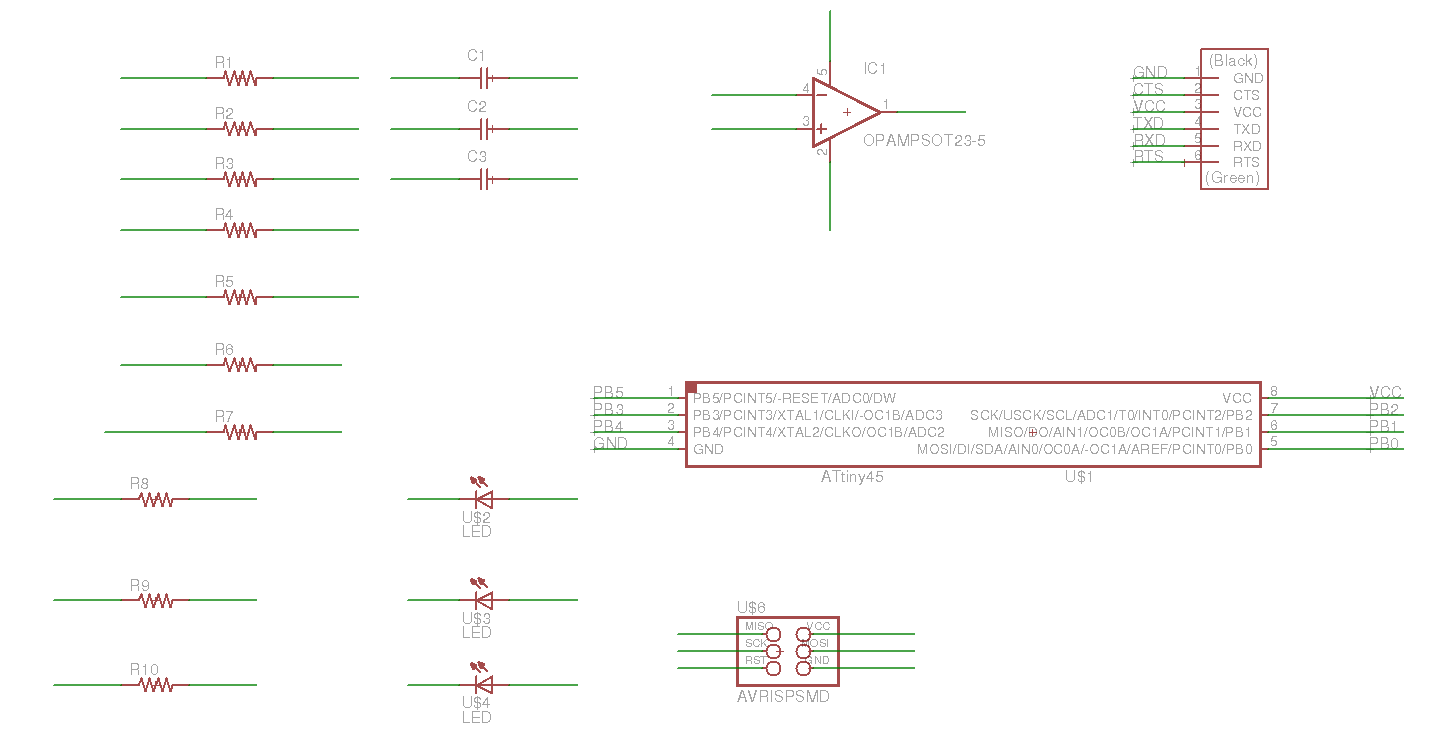 R1
R2
R3
R4
R5
R6
R7
R8
R9
R10
C1
C2
C3
U$2
LED
U$3
LED
U$4
LED
IC1
5
4
3
1
2
OPAMPSOT23-5
(Black)
GND 1 GND
CTS 2 CTS
VCC 3 VCC
TXD 4 TXD
RXD 5 RXD
RTS 6 RTS
(Green)
PB5 1 PB5/PCINT5/-RESET/ADC0/DW VCC 8 VCC
PB3 2 PB3/PCINT3/XTAL1/CLKI/-OC1B/ADC3 SCK/USCK/SCL/ADC1/T0/INT0/PCINT2/PB2 7 PB2
PB4 3 PB4/PCINT4/XTAL2/CLKO/OC1B/ADC2 MISO/DO/AIN1/OC0B/OC1A/PCINT1/PB1 6 PB1
GND 4 GND MOSI/DI/SDA/AIN0/OC0A/-OC1A/AREF/PCINT0/PB0 5 PB0
ATtiny45 U$1
U$6
MISO VCC
SCK MOSI
RST GND
AVRISPSMD